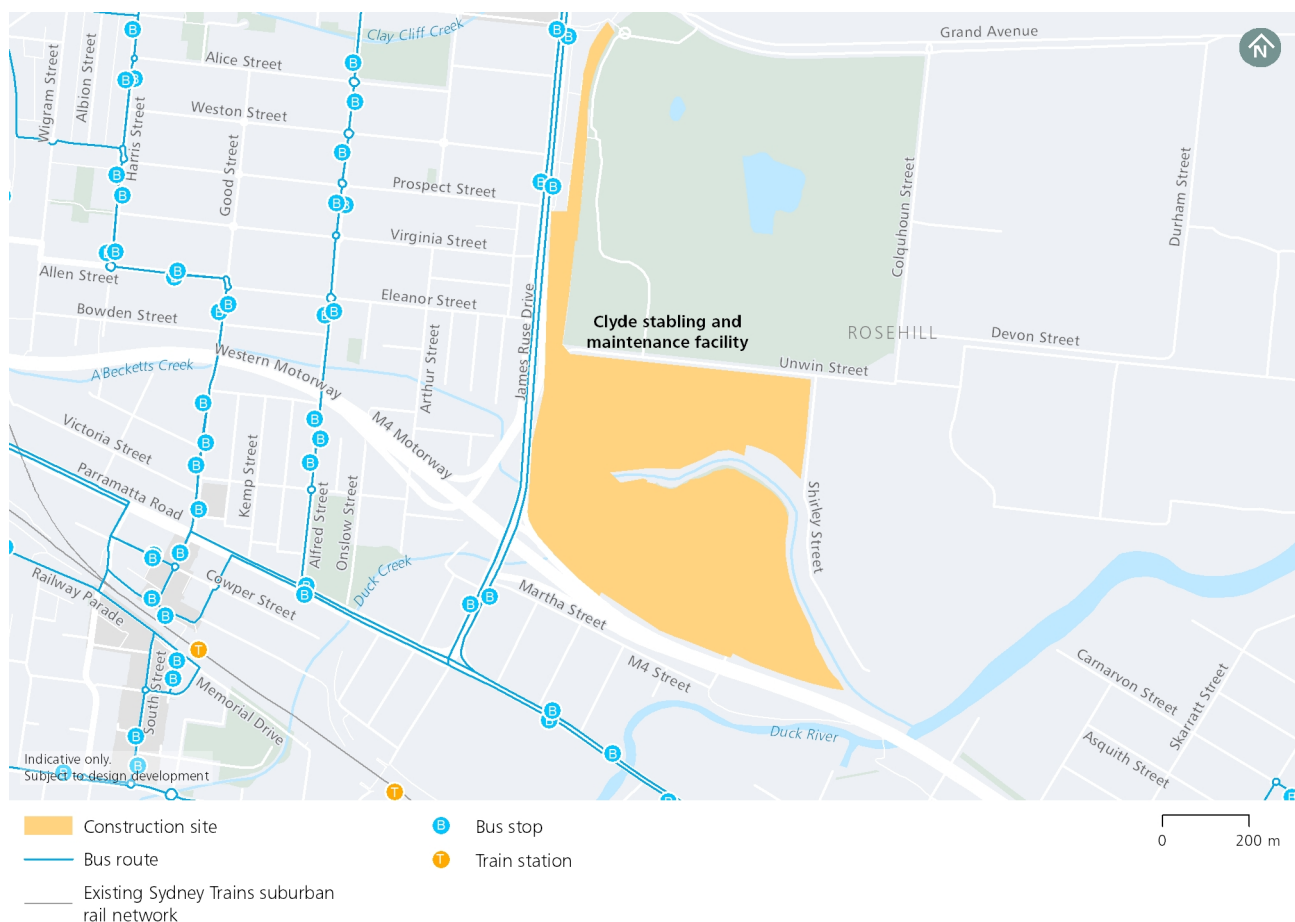 Clay Cliff Creek
Grand Avenue
N
Alice Street
Wigram Street
Albion Street
Harris Street
Weston Street
Good Street
Prospect Street
Virginia Street
Colquhoun Street
Durham Street
Allen Street
Bowden Street
Eleanor Street
James Ruse Drive
Arthur Street
Clyde stabling and
maintenance facility
ROSEHILL
Devon Street
Unwin Street
Western Motorway
A'Becketts Creek
M4 Motorway
Victoria Street
Parramatta Road
Kemp Street
Alfred Street
Onslow Street
Shirley Street
Duck Creek
Railway Parade
Cowper Street
Martha Street
M4 Street
South Street
Memorial Drive
Duck River
Carnarvon Street
Skarratt Street
Asquith Street
Indicative only.
Subject to design development
Construction site
Bus route
Existing Sydney Trains suburban
rail network
B Bus stop
T Train station
0 200 m